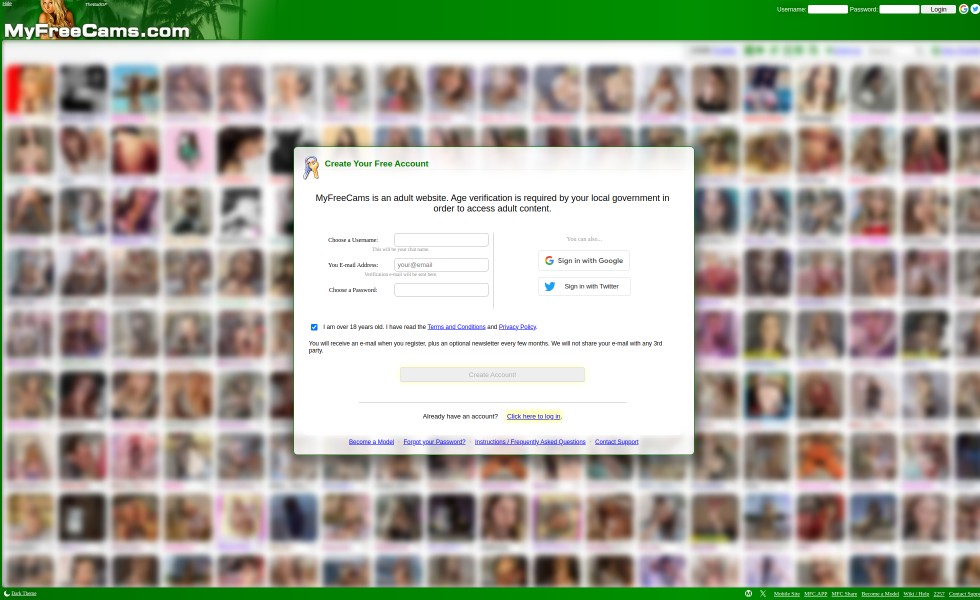 Hide
Thumbshot
Username: Password: Login
MyFreeCams.com
Create Your Free Account
MyFreeCams is an adult website. Age verification is required by your local government in
order to access adult content.
Choose a Username:
This will be your chat name.
You E-mail Address: your@email
Verification e-mail will be sent here.
Choose a Password:
You can also...
Sign in with Google
Sign in with Twitter
I am over 18 years old. I have read the Terms and Conditions and Privacy Policy.
You will receive an e-mail when you register, plus an optional newsletter every few months. We will not share your e-mail with any 3rd
party.
Create Account!
Already have an account? Click here to log in.
Become a Model - Forgot your Password? - Instructions / Frequently Asked Questions - Contact Support
Dark Theme
Mobile Site MFC.APP MFC Share Become a Model Wiki / Help 2257 Contact Supp